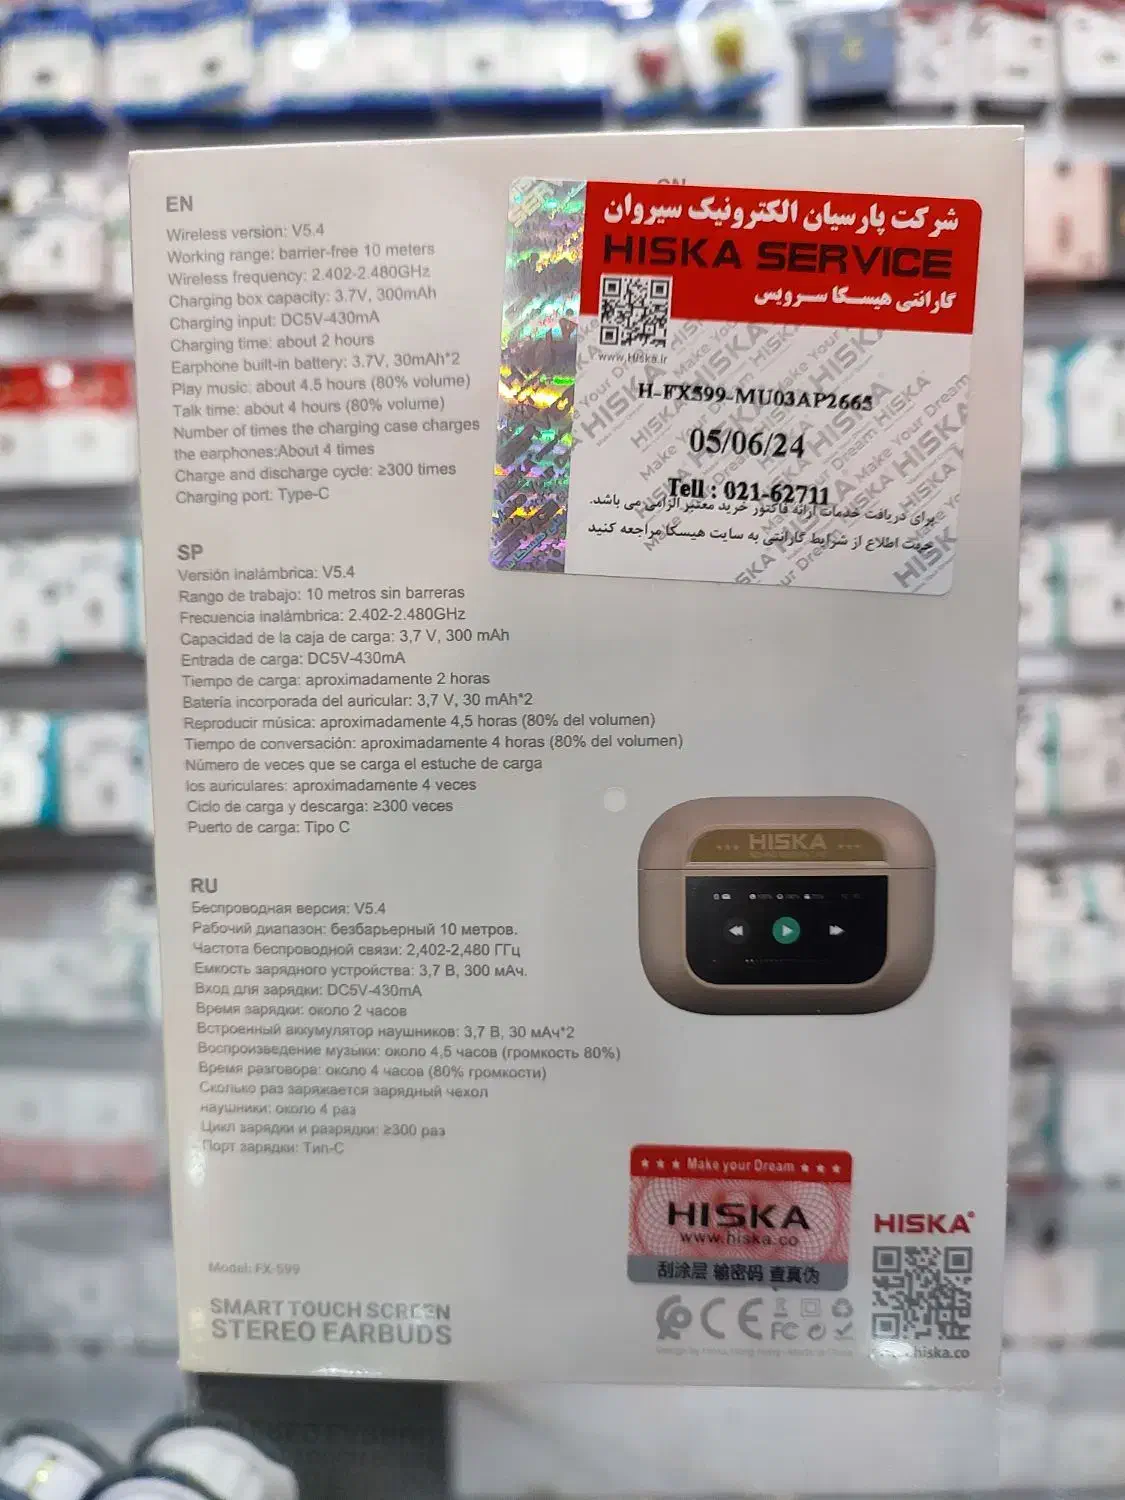 EN
Wireless version: V5.4
Working range: barrier-free 10 meters
Wireless frequency: 2.402-2.480GHz
Charging box capacity: 3.7V, 300mAh
Charging input: DC5V-430mA
Charging time: about 2 hours
Earphone built-in battery: 3.7V, 30mAh*2
Play music: about 4.5 hours (80% volume)
Talk time: about 4 hours (80% volume)
Number of times the charging case charges
the earphones:About 4 times
Charge and discharge cycle: ≥300 times
Charging port: Type-C
شرکت پارسیان الکترونیک سیروان
HISKA SERVICE
گارانتی هیسکا سرویس
www.Hiska.ir
H-FX599-MU03AP2665
05/06/24
Tell : 021-62711
برای دریافت خدمات ارائه فاکتور خرید معتبر الزامی می باشد.
جهت اطلاع از شرایط گارانتی به سایت هیسکا مراجعه کنید
SP
Versión inalámbrica: V5.4
Rango de trabajo: 10 metros sin barreras
Frecuencia inalámbrica: 2.402-2.480GHz
Capacidad de la caja de carga: 3,7 V, 300 mAh
Entrada de carga: DC5V-430mA
Tiempo de carga: aproximadamente 2 horas
Batería incorporada del auricular: 3,7 V, 30 mAh*2
Reproducir música: aproximadamente 4,5 horas (80% del volumen)
Tiempo de conversación: aproximadamente 4 horas (80% del volumen)
Número de veces que se carga el estuche de carga
los auriculares: aproximadamente 4 veces
Ciclo de carga y descarga: ≥300 veces
Puerto de carga: Tipo C
HISKA
RU
Беспроводная версия: V5.4
Рабочий диапазон: безбарьерный 10 метров.
Частота беспроводной связи: 2,402-2,480 ГГц
Емкость зарядного устройства: 3,7 В, 300 мАч.
Вход для зарядки: DC5V-430mA
Время зарядки: около 2 часов
Встроенный аккумулятор наушников: 3,7 В, 30 мАч*2
Воспроизведение музыки: около 4,5 часов (громкость 80%)
Время разговора: около 4 часов (80% громкости)
Сколько раз заряжается зарядный чехол
наушники: около 4 раз
Цикл зарядки и разрядки: ≥300 раз
Порт зарядки: Тип-C
★ ★ ★ Make your Dream ★ ★ ★
HISKA
www.hiska.co
刮涂层 输密码 查真伪
HISKA
hiska.co
Model: FX-599
SMART TOUCH SCREEN
STEREO EARBUDS
CE
FC